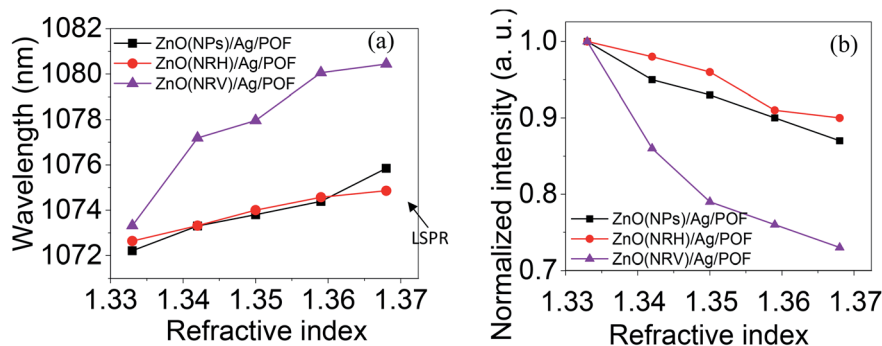 1082
1080
1078
1076
1074
1072
Wavelength (nm)
ZnO(NPs)/Ag/POF
ZnO(NRH)/Ag/POF
ZnO(NRV)/Ag/POF
(a)
LSPR
1.33 1.34 1.35 1.36 1.37
Refractive index
1.0
0.9
0.8
0.7
Normalized intensity (a. u.)
(b)
ZnO(NPs)/Ag/POF
ZnO(NRH)/Ag/POF
ZnO(NRV)/Ag/POF
1.33 1.34 1.35 1.36 1.37
Refractive index